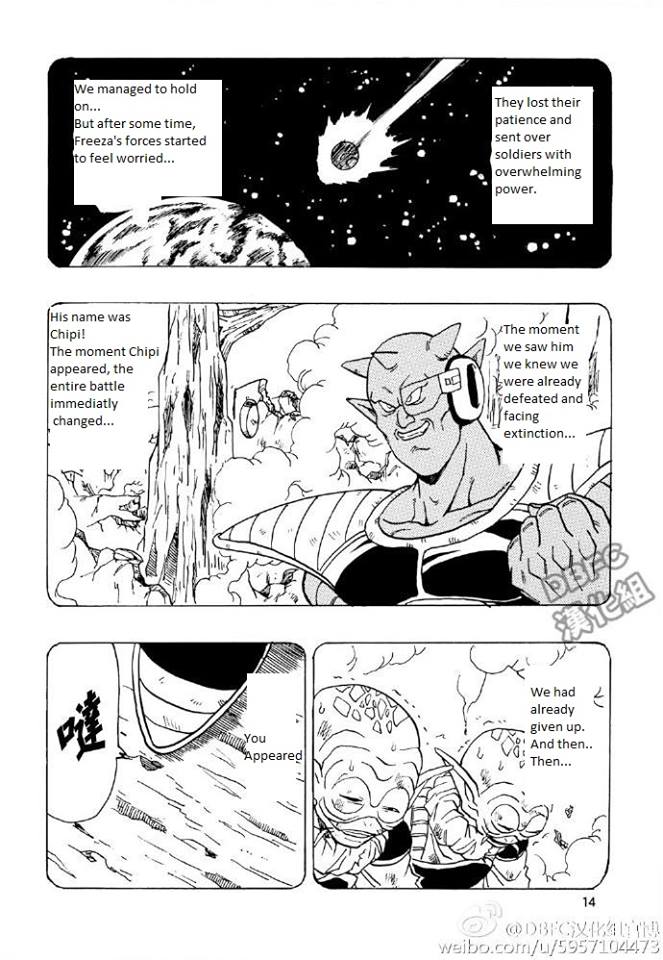 We managed to hold
on...
But after some time,
Freeza's forces started
to feel worried...
They lost their
patience and
sent over
soldiers with
overwhelming
power.
His name was
Chipi!
The moment Chipi
appeared, the
entire battle
immediatly
changed...
The moment
we saw him
we knew we
were already
defeated and
facing
extinction...
DBFC
漢化組
We had
already
given up.
And then..
Then...
You
Appeared
噠
14
@DBFC汉化组官博
weibo.com/u/5957104473